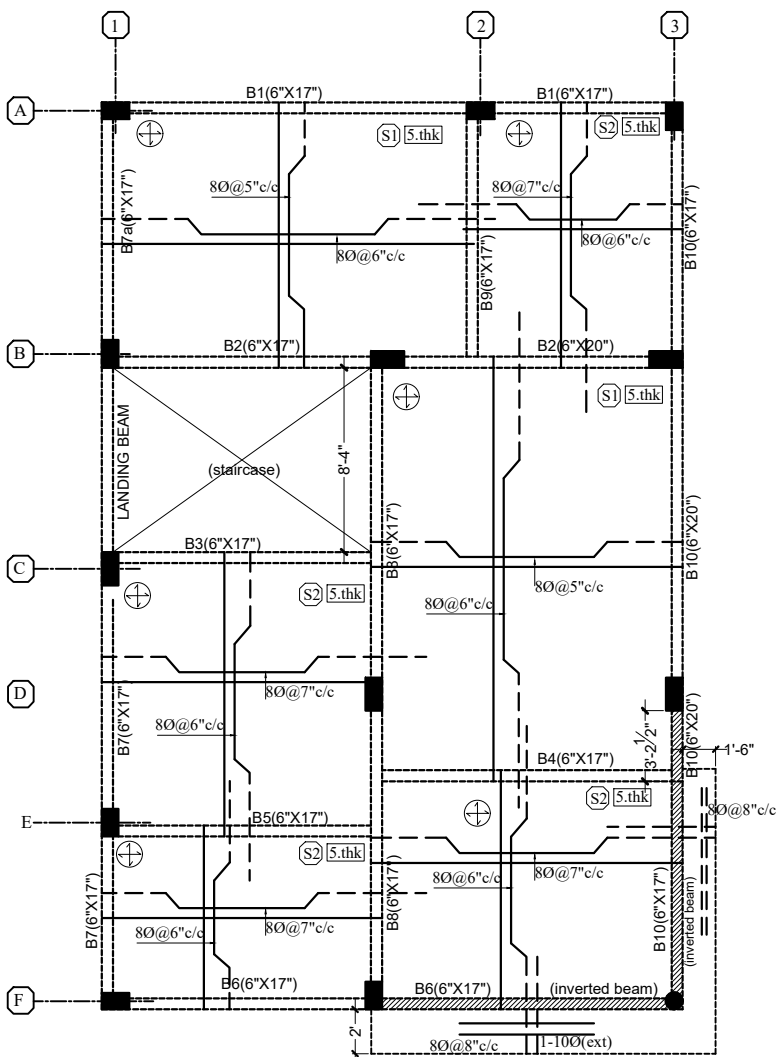 1
2
3
A
B1(6"X17")
B1(6"X17")
S1 5.thk
S2 5.thk
8Ø@5"c/c
8Ø@7"c/c
B7a(6"X17")
8Ø@6"c/c
8Ø@6"c/c
B9(6"X17")
B10(6"X17")
B
B2(6"X17")
B2(6"X20")
S1 5.thk
LANDING BEAM
(staircase)
8'-4"
B3(6"X17")
B8(6"X17")
B10(6"X20")
C
S2 5.thk
8Ø@5"c/c
8Ø@6"c/c
D
8Ø@7"c/c
B7(6"X17")
8Ø@6"c/c
3'-2½"
B10(6"X20")
1'-6"
B4(6"X17")
S2 5.thk
8Ø@8"c/c
E
B5(6"X17")
S2 5.thk
8Ø@7"c/c
8Ø@6"c/c
B7(6"X17")
8Ø@6"c/c
8Ø@7"c/c
B8(6"X17")
B10(6"X17")
(inverted beam)
F
B6(6"X17")
B6(6"X17")
(inverted beam)
2'
8Ø@8"c/c
1-10Ø(ext)